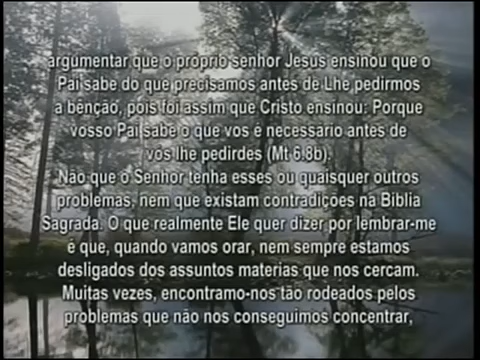 argumentar que o próprio senhor Jesus ensinou que o
Pai sabe do que precisamos antes de Lhe pedirmos
a bênção, pois foi assim que Cristo ensinou: Porque
vosso Pai sabe o que vos é necessário antes de
vós lhe pedirdes (Mt 6.8b).
Não que o Senhor tenha esses ou quaisquer outros
problemas, nem que existam contradições na Biblia
Sagrada. O que realmente Ele quer dizer por lembrar-me
é que, quando vamos orar, nem sempre estamos
desligados dos assuntos materias que nos cercam.
Muitas vezes, encontramo-nos tão rodeados pelos
problemas que não nos conseguimos concentrar,